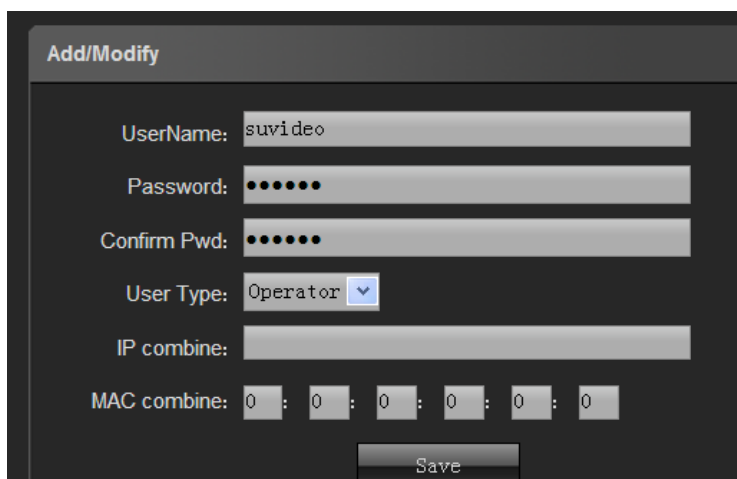 Add/Modify
UserName: suvideo
Password: ••••••
Confirm Pwd: ••••••
User Type: Operator
IP combine:
MAC combine: 0 : 0 : 0 : 0 : 0 : 0
Save